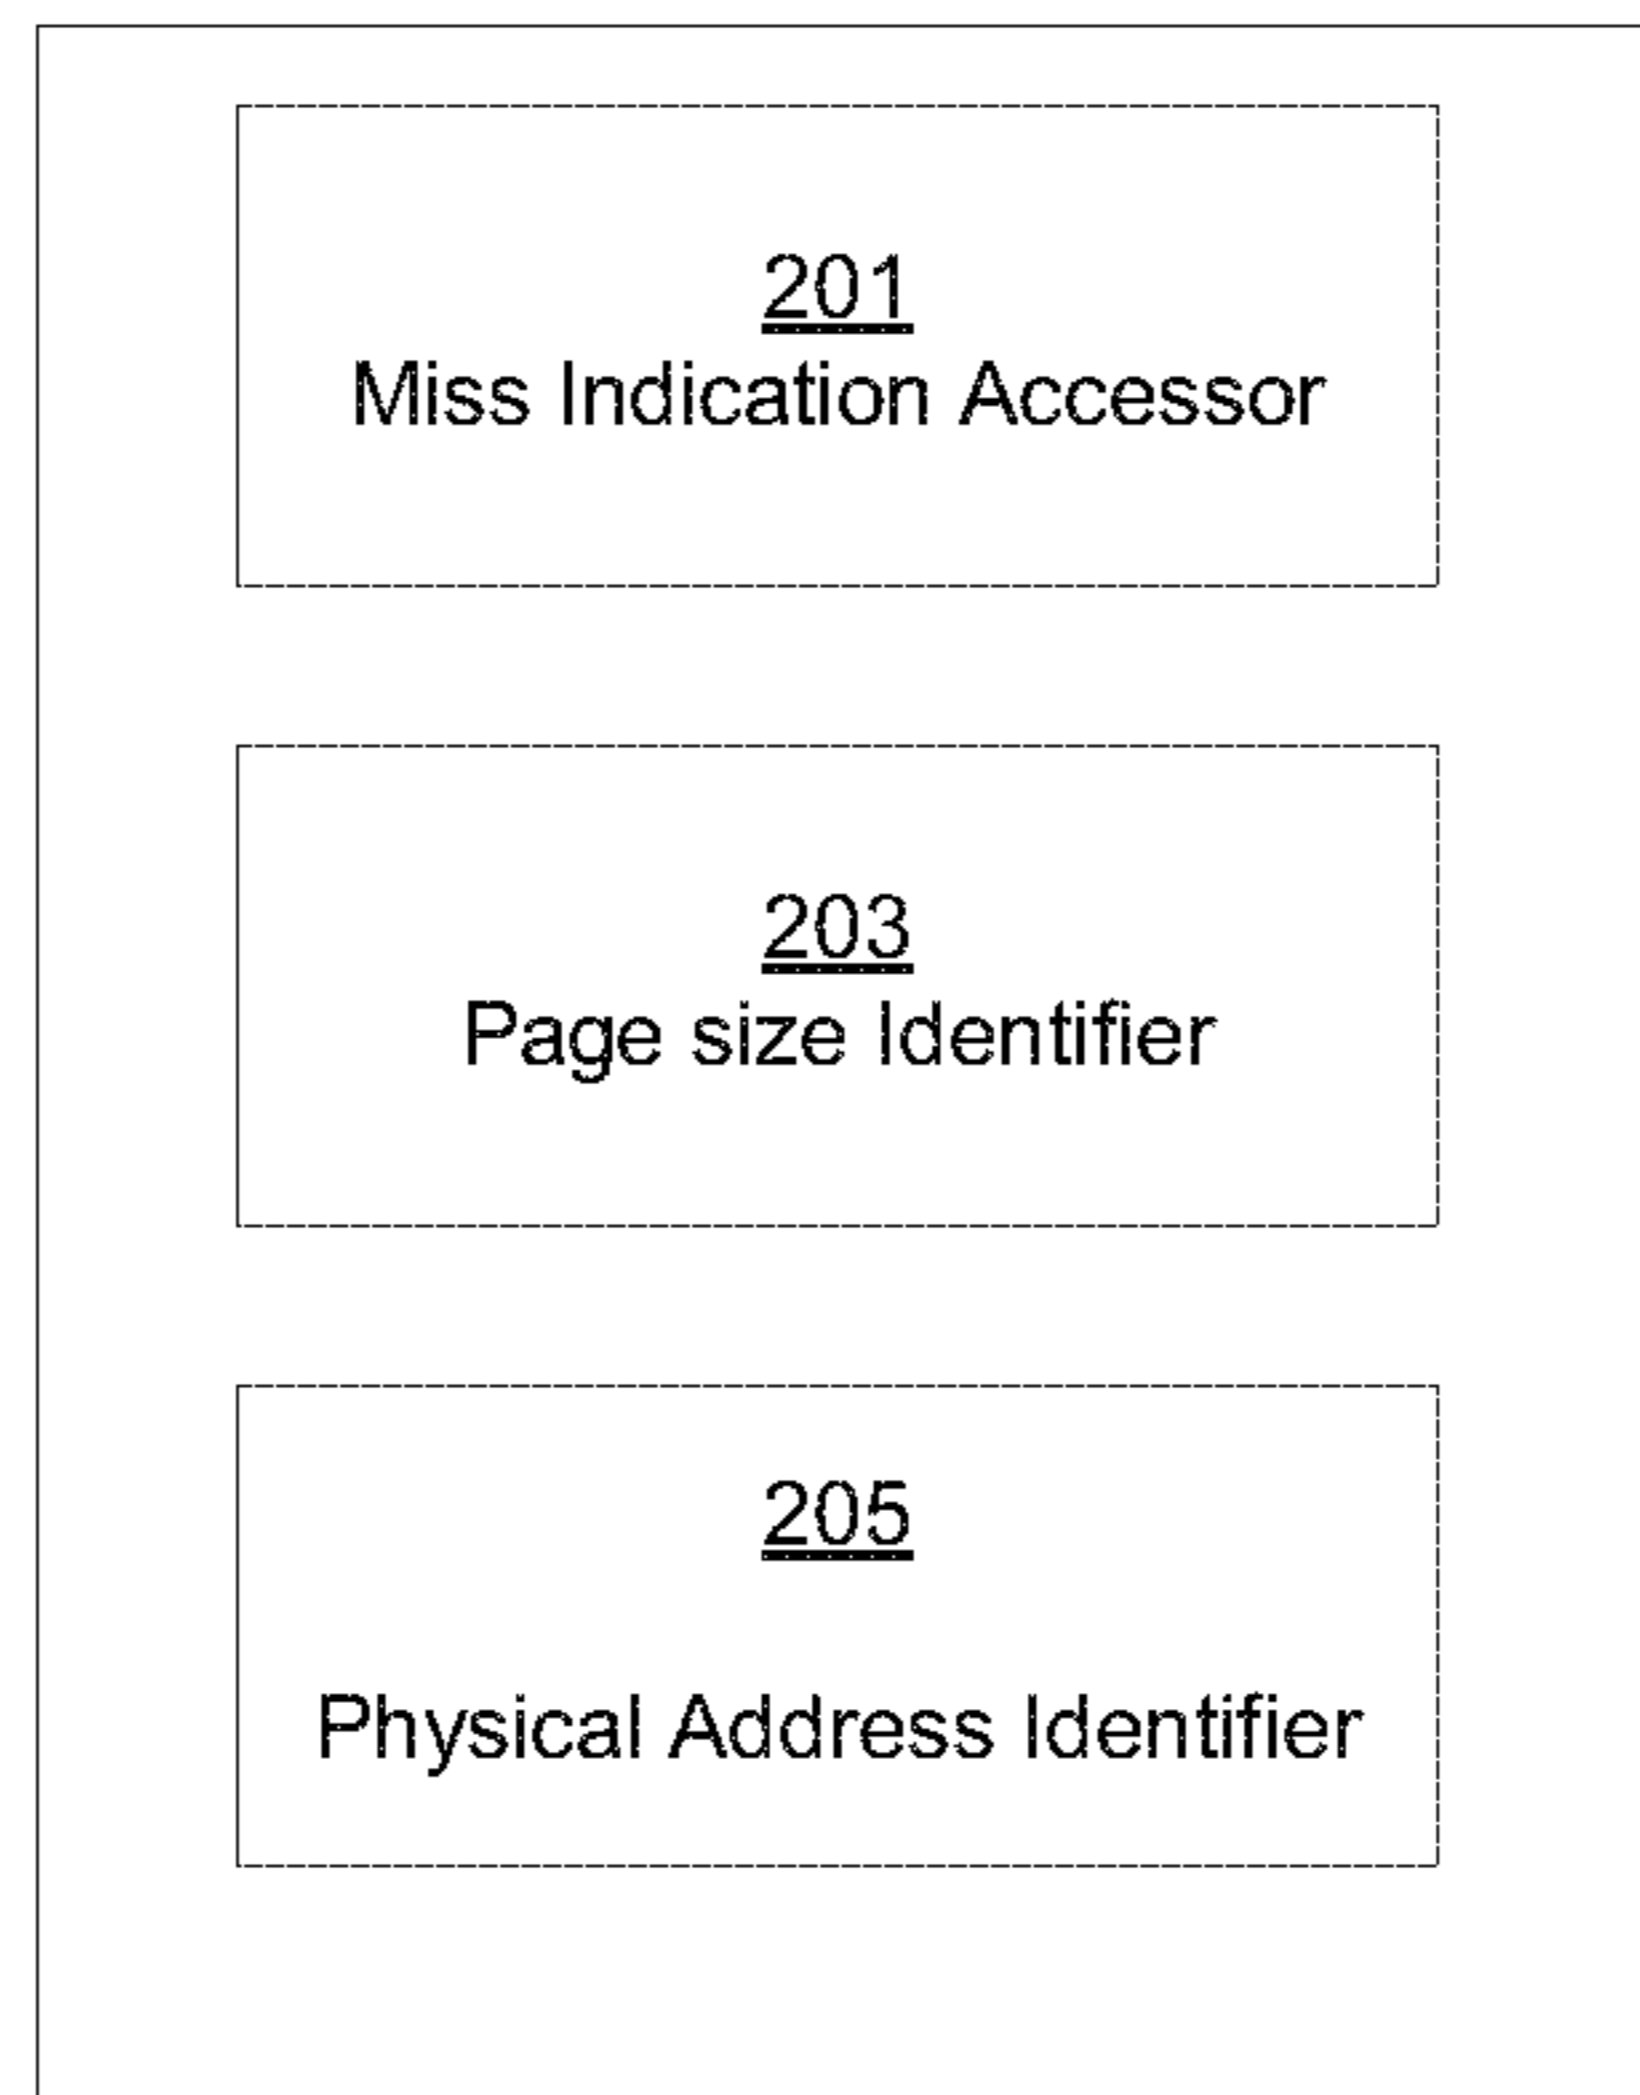 201
Miss Indication Accessor
203
Page size Identifier
205
Physical Address Identifier